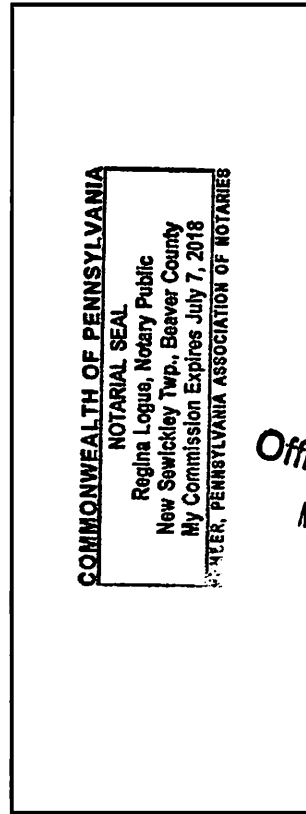 COMMONWEALTH OF PENNSYLVANIA
NOTARIAL SEAL
Regina Logue, Notary Public
New Sewickley Twp., Beaver County
My Commission Expires July 7, 2018
PENNSYLVANIA ASSOCIATION OF NOTARIES
Off